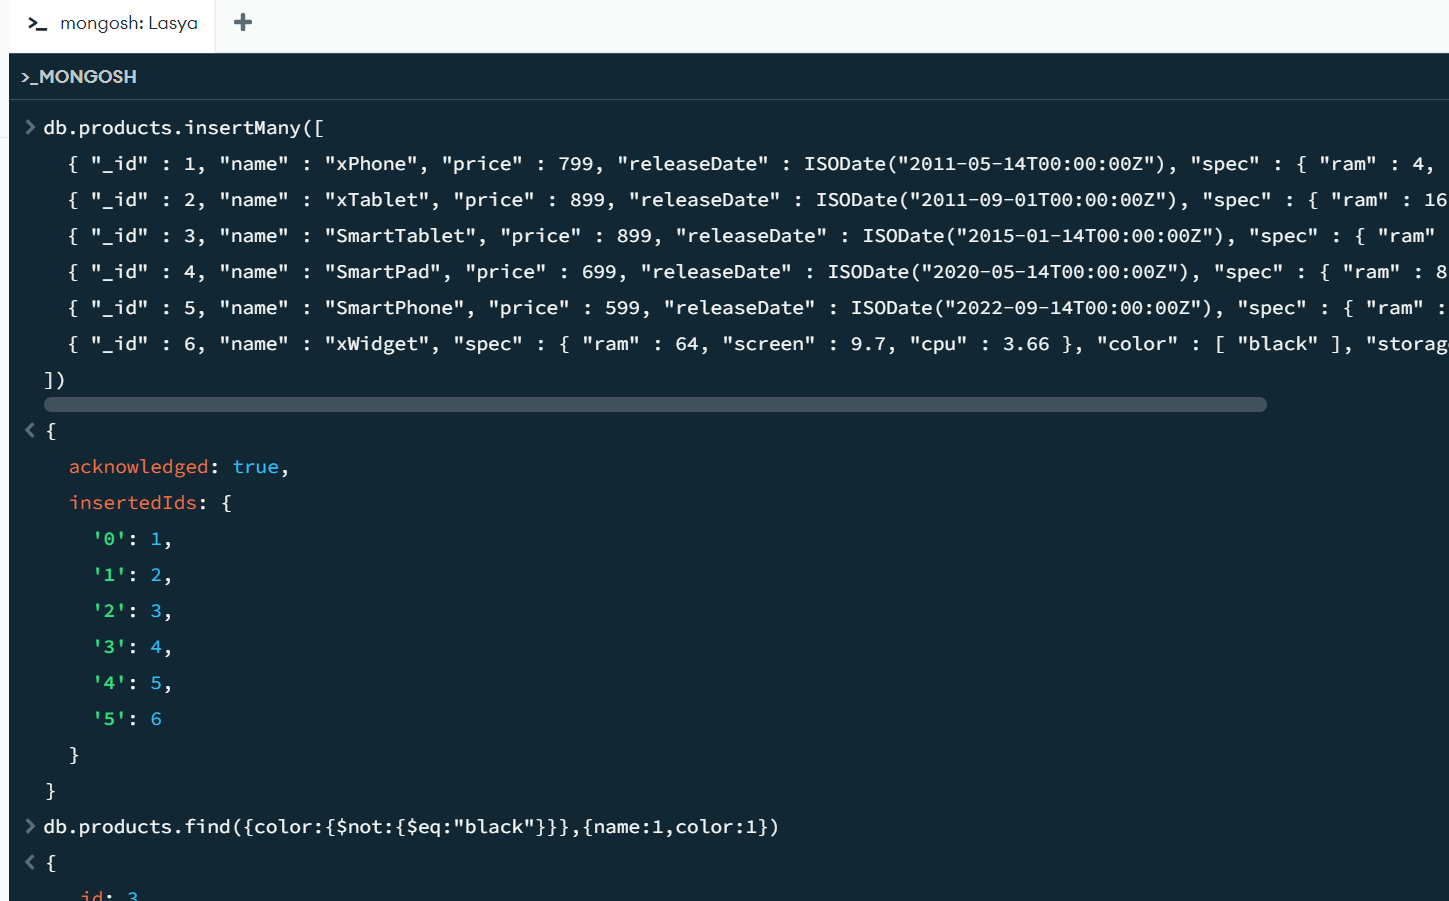 >_ mongosh: Lasya +
>_MONGOSH
> db.products.insertMany([
{ "_id" : 1, "name" : "xPhone", "price" : 799, "releaseDate" : ISODate("2011-05-14T00:00:00Z"), "spec" : { "ram" : 4,
{ "_id" : 2, "name" : "xTablet", "price" : 899, "releaseDate" : ISODate("2011-09-01T00:00:00Z"), "spec" : { "ram" : 16
{ "_id" : 3, "name" : "SmartTablet", "price" : 899, "releaseDate" : ISODate("2015-01-14T00:00:00Z"), "spec" : { "ram"
{ "_id" : 4, "name" : "SmartPad", "price" : 699, "releaseDate" : ISODate("2020-05-14T00:00:00Z"), "spec" : { "ram" : 8
{ "_id" : 5, "name" : "SmartPhone", "price" : 599, "releaseDate" : ISODate("2022-09-14T00:00:00Z"), "spec" : { "ram" :
{ "_id" : 6, "name" : "xWidget", "spec" : { "ram" : 64, "screen" : 9.7, "cpu" : 3.66 }, "color" : [ "black" ], "storag
])
< {
acknowledged: true,
insertedIds: {
'0': 1,
'1': 2,
'2': 3,
'3': 4,
'4': 5,
'5': 6
}
}
> db.products.find({color:{$not:{$eq:"black"}}},{name:1,color:1})
< {
_id: 3